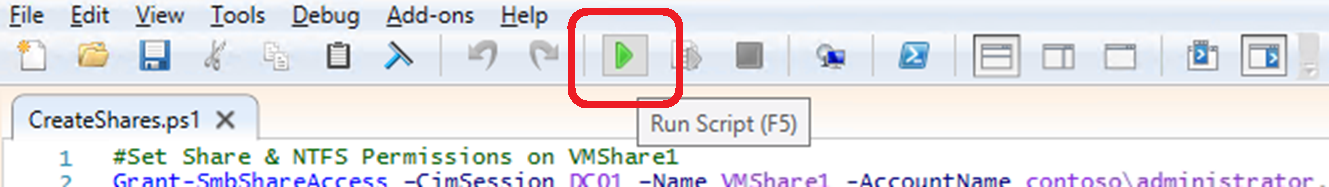 File Edit View Tools Debug Add-ons Help
CreateShares.ps1
Run Script (F5)
1 #Set Share & NTFS Permissions on VMShare1
2 Grant-SmbShareAccess -CimSession DC01 -Name VMShare1 -AccountName contoso\administrator